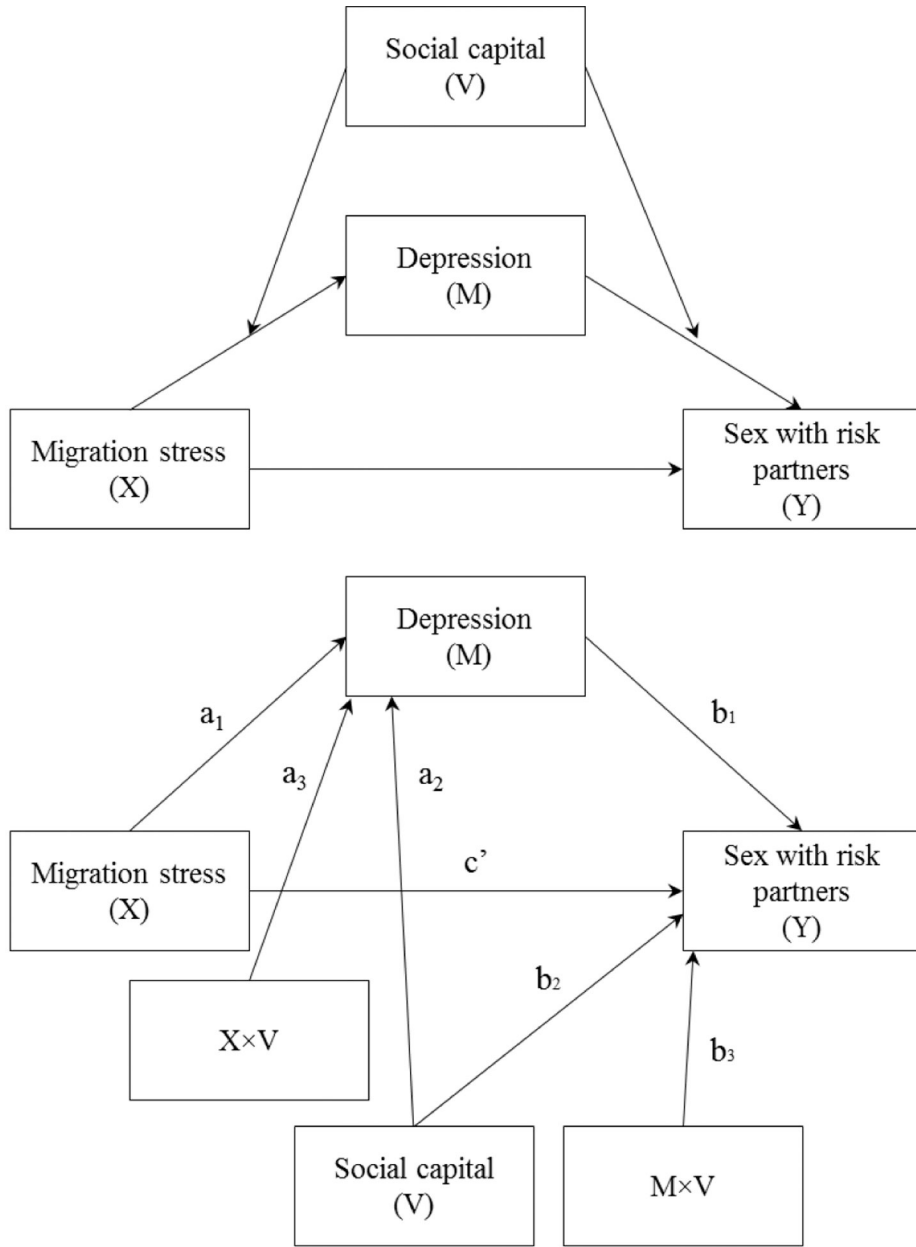 Social capital
(V)
Depression
(M)
Migration stress
(X)
Sex with risk
partners
(Y)
Depression
(M)
a₁
b₁
a₃
a₂
Migration stress
(X)
c’
Sex with risk
partners
(Y)
b₂
X×V
b₃
Social capital
(V)
M×V